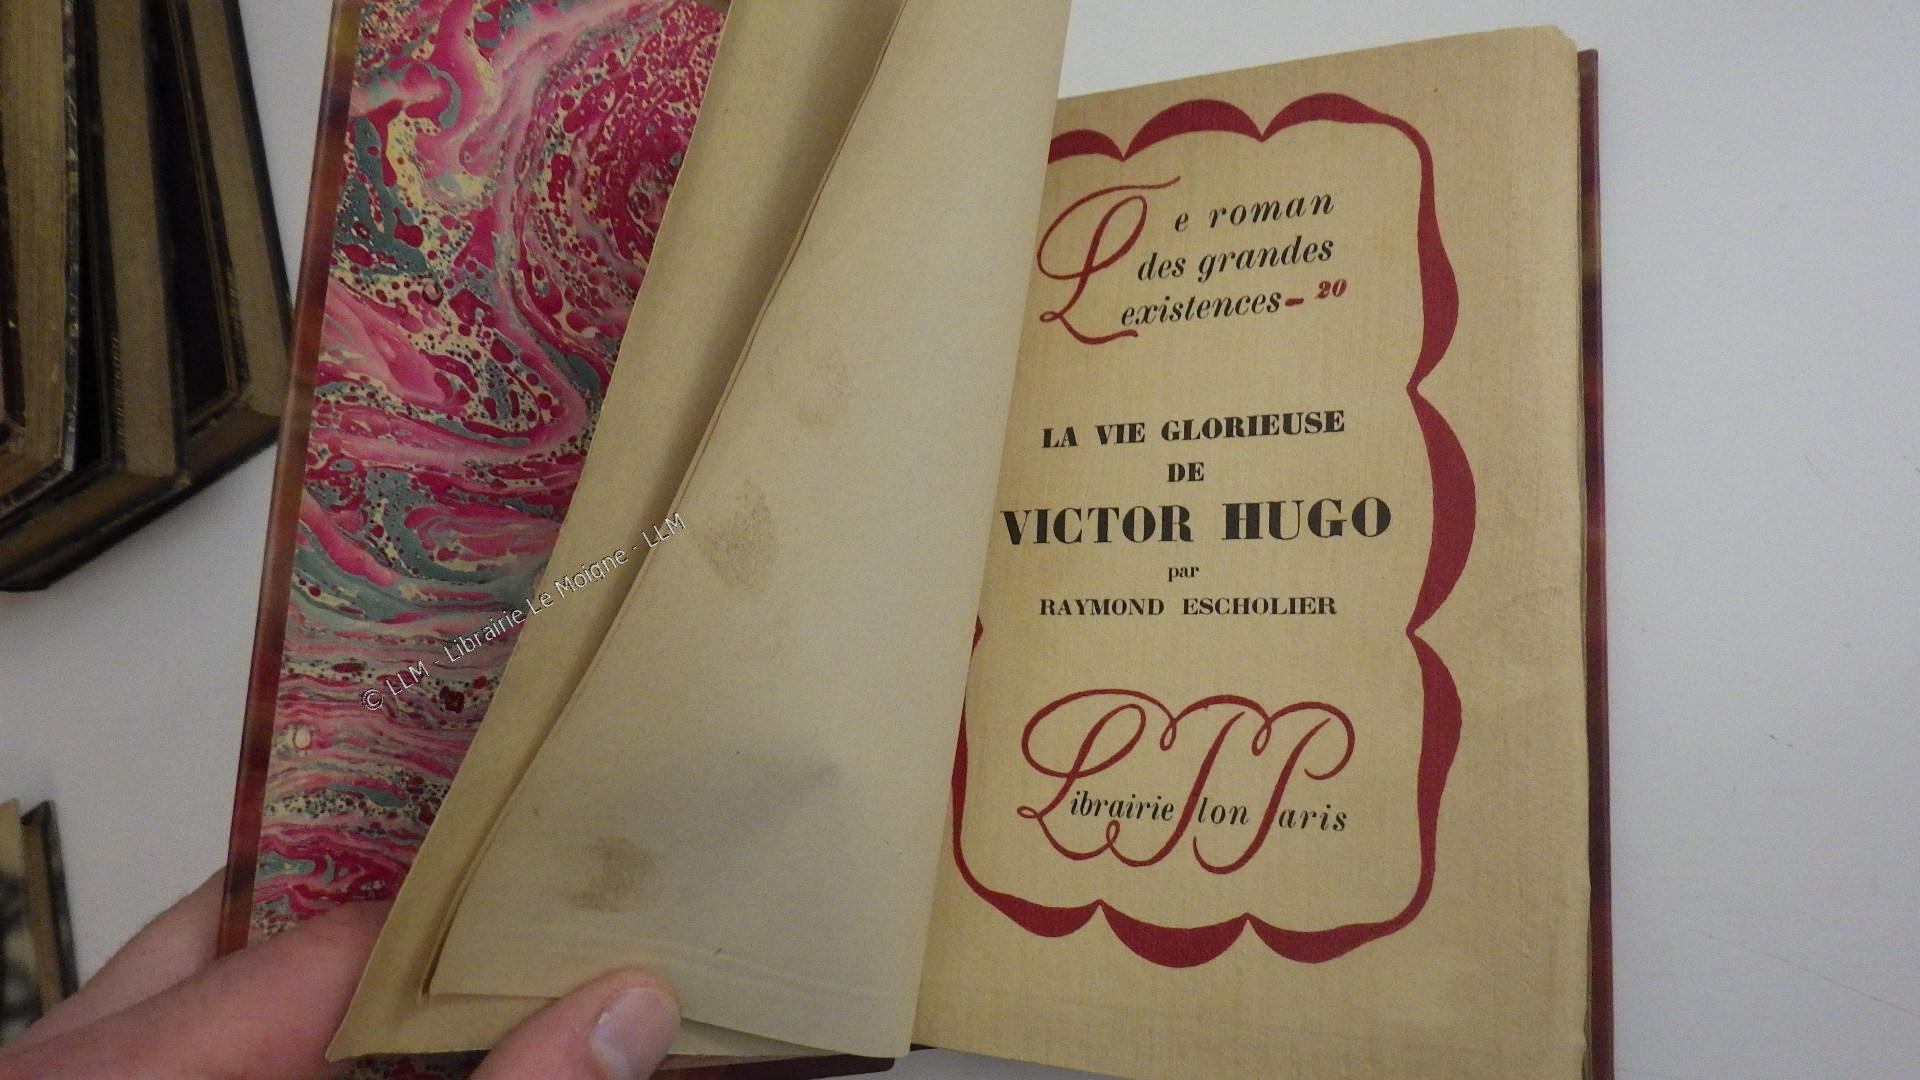 Le roman
des grandes
existences - 20
LA VIE GLORIEUSE
DE
VICTOR HUGO
par
RAYMOND ESCHOLIER
Librairie Plon Paris
© LLM - Librairie Le Moigne - LLM